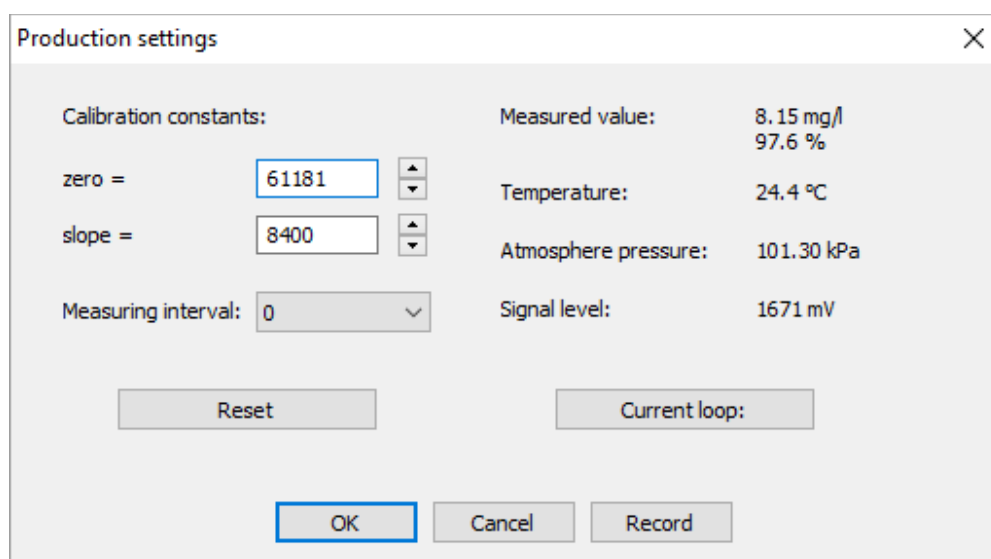 Production settings
Calibration constants:
zero =
61181
slope =
8400
Measuring interval:
0
Measured value:
8.15 mg/l
97.6 %
Temperature:
24.4 ºC
Atmosphere pressure:
101.30 kPa
Signal level:
1671 mV
Reset
Current loop:
OK
Cancel
Record